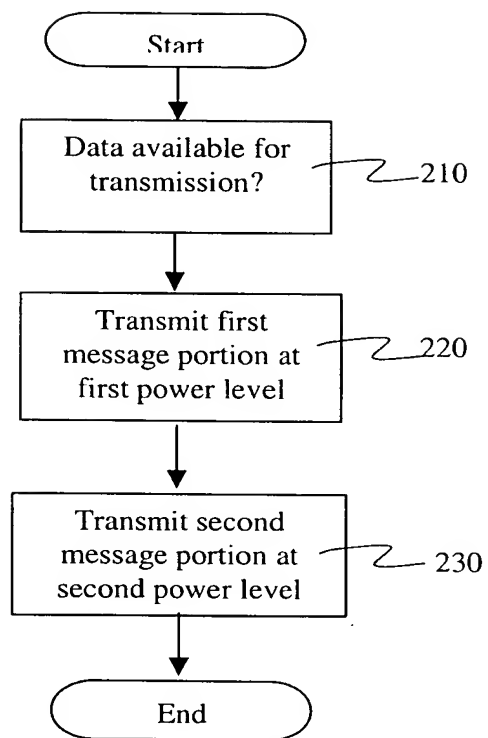 Start
Data available for
transmission?
210
Transmit first
message portion at
first power level
220
Transmit second
message portion at
second power level
230
End